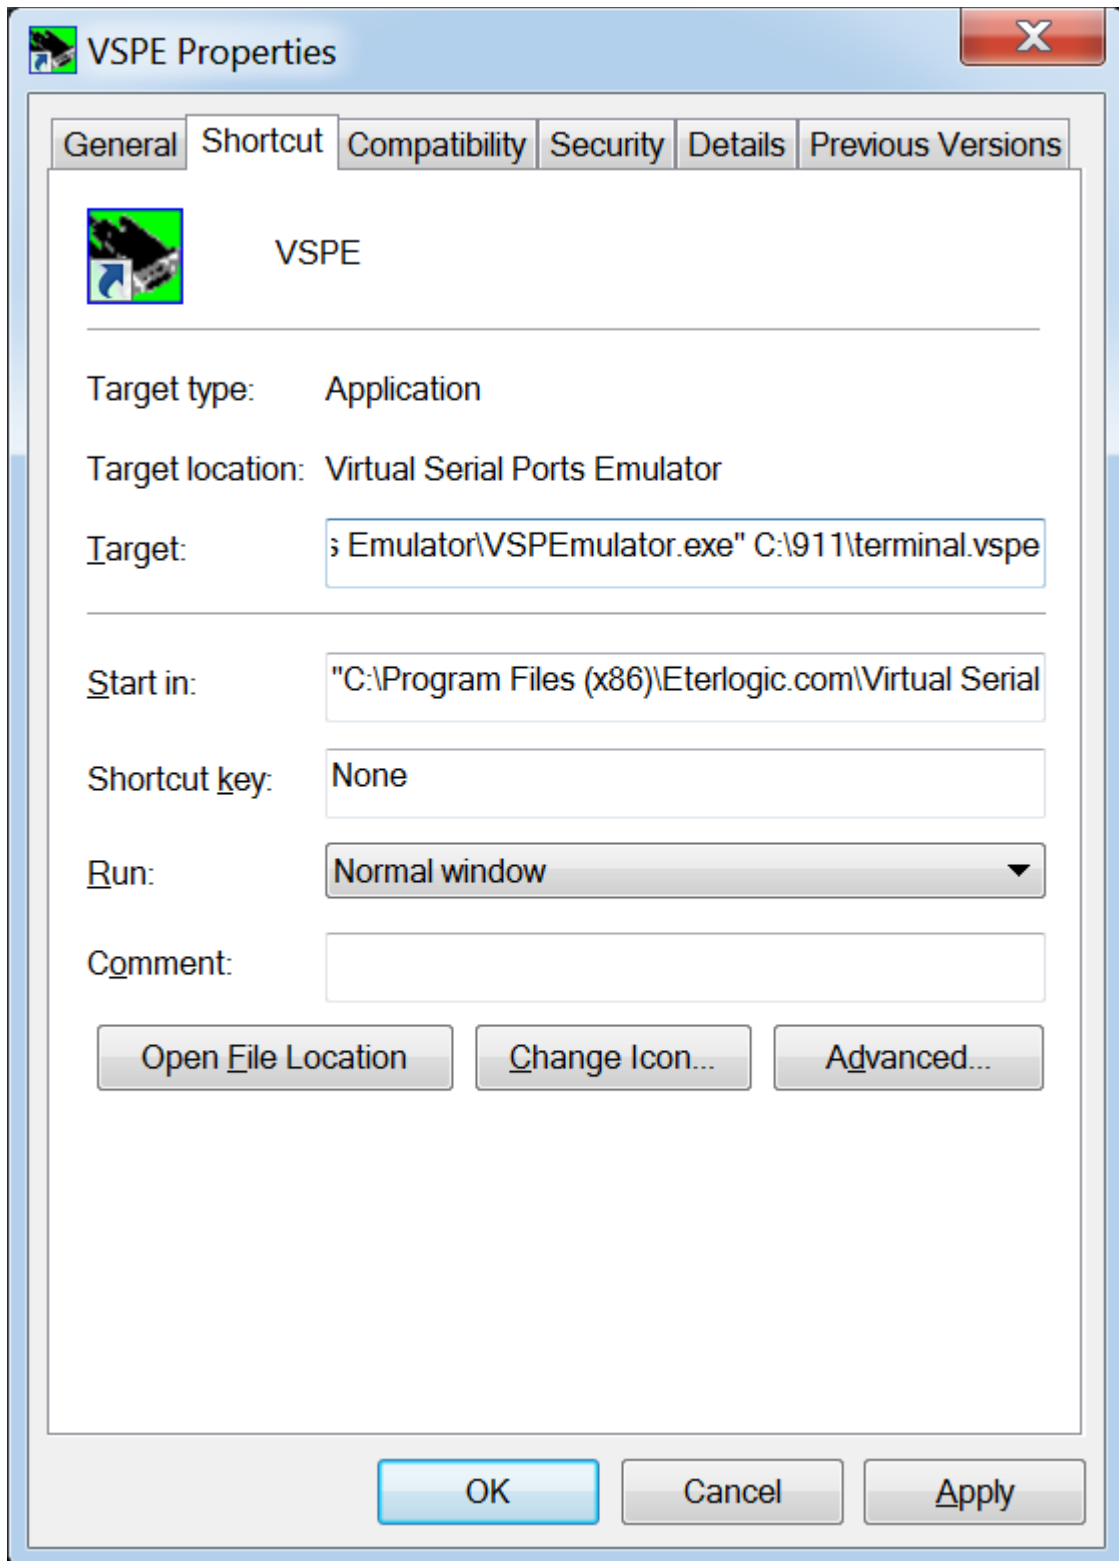 VSPE Properties
General Shortcut Compatibility Security Details Previous Versions
VSPE
Target type: Application
Target location: Virtual Serial Ports Emulator
Target: s Emulator\VSPEmulator.exe" C:\911\terminal.vspe
Start in: "C:\Program Files (x86)\Eterlogic.com\Virtual Serial
Shortcut key: None
Run: Normal window
Comment:
Open File Location Change Icon... Advanced...
OK Cancel Apply